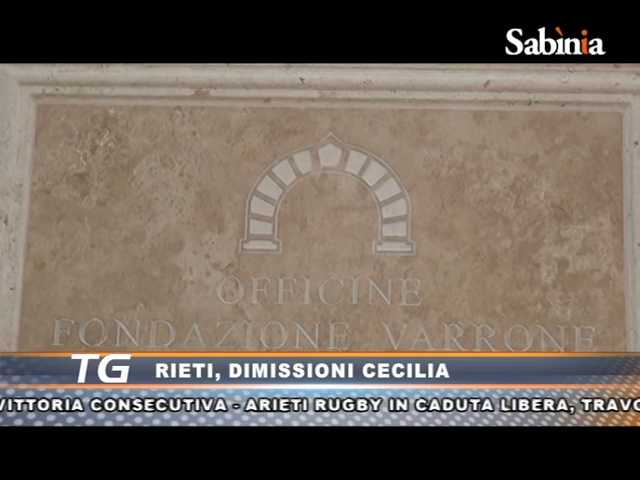 Sabìnia
OFFICINE
FONDAZIONE VARRONE
TG RIETI, DIMISSIONI CECILIA
VITTORIA CONSECUTIVA - ARIETI RUGBY IN CADUTA LIBERA, TRAVO